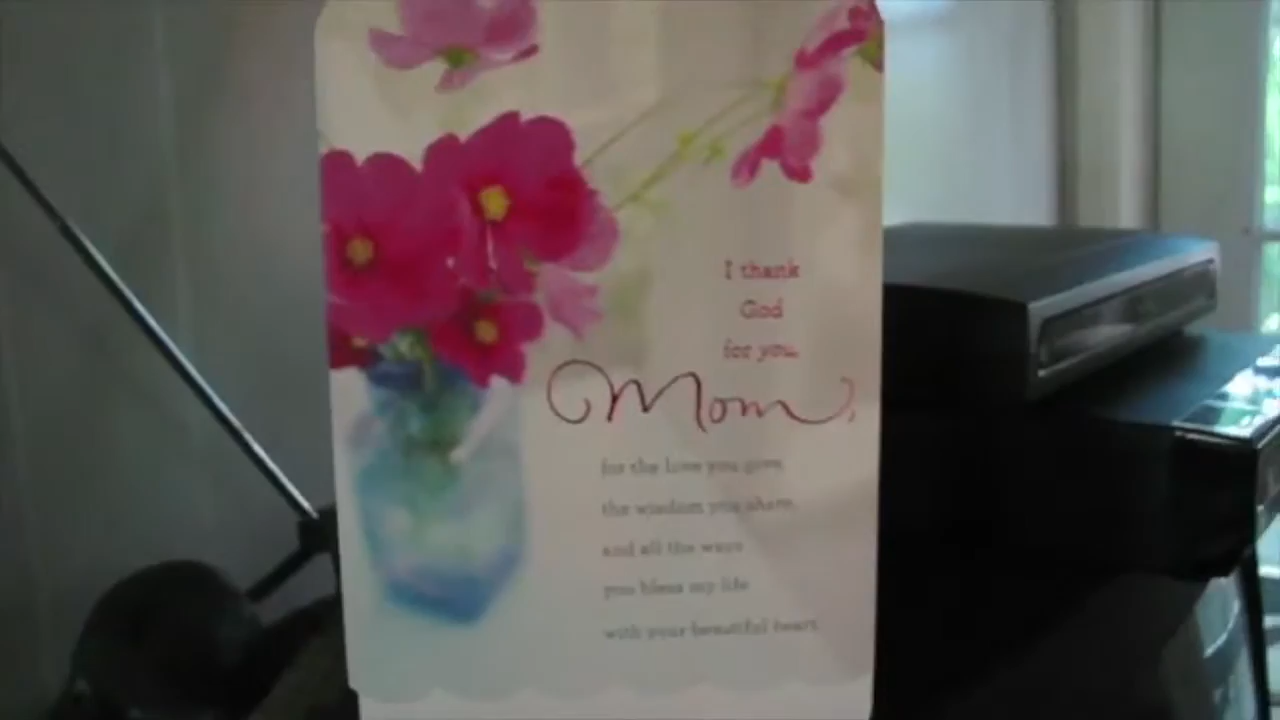 I thank
God
for you,
Mom,
for the love you give
the wisdom you share
and all the ways
you bless my life
with your beautiful heart.